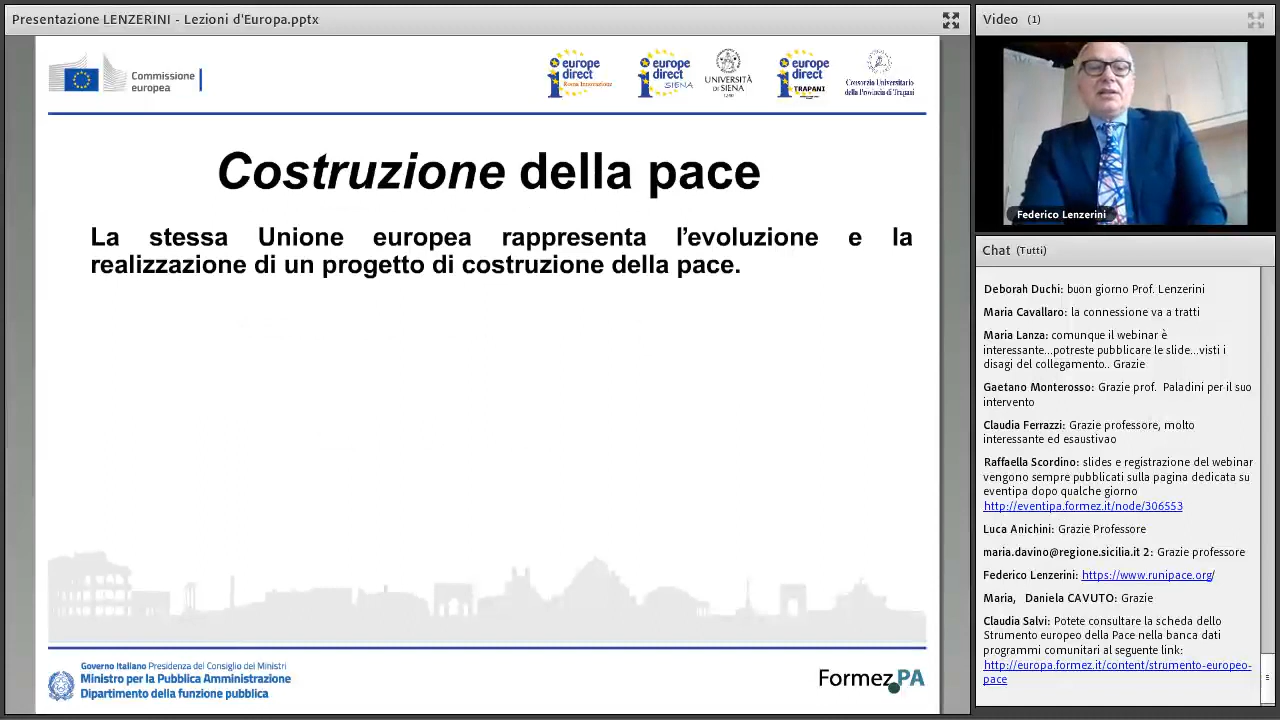 Presentazione LENZERINI - Lezioni d'Europa.pptx
Commissione
europea
europe
direct
Roma Innovazione
europe
direct
SIENA
UNIVERSITÀ
DI SIENA
1240
europe
direct
TRAPANI
Consorzio Universitario
della Provincia di Trapani
Costruzione della pace
La stessa Unione europea rappresenta l’evoluzione e la
realizzazione di un progetto di costruzione della pace.
Governo Italiano Presidenza del Consiglio dei Ministri
Ministro per la Pubblica Amministrazione
Dipartimento della funzione pubblica
Formez PA
Video (1)
Federico Lenzerini
Chat (Tutti)
Deborah Duchi: buon giorno Prof. Lenzerini
Maria Cavallaro: la connessione va a tratti
Maria Lanza: comunque il webinar è
interessante...potreste pubblicare le slide...visti i
disagi del collegamento.. Grazie
Gaetano Monterosso: Grazie prof. Paladini per il suo
intervento
Claudia Ferrazzi: Grazie professore, molto
interessante ed esaustivao
Raffaella Scordino: slides e registrazione del webinar
vengono sempre pubblicati sulla pagina dedicata su
eventipa dopo qualche giorno
http://eventipa.formez.it/node/306553
Luca Anichini: Grazie Professore
maria.davino@regione.sicilia.it 2: Grazie professore
Federico Lenzerini: https://www.runipace.org/
Maria, Daniela CAVUTO: Grazie
Claudia Salvi: Potete consultare la scheda dello
Strumento europeo della Pace nella banca dati
programmi comunitari al seguente link:
http://europa.formez.it/content/strumento-europeo-
pace